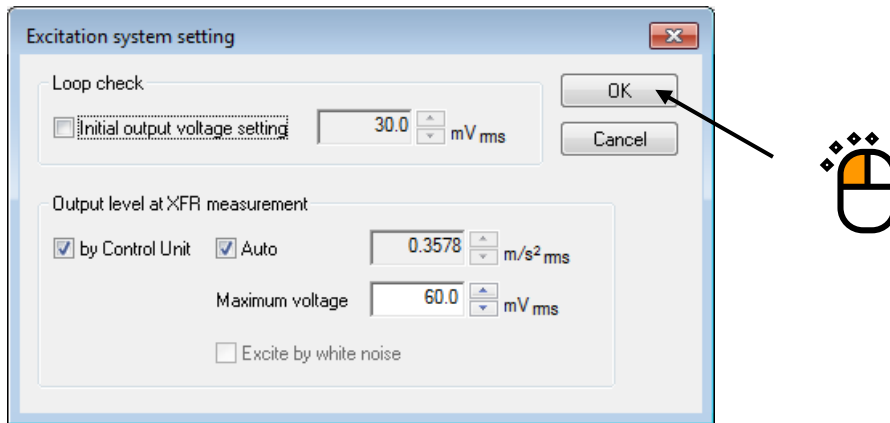 Excitation system setting
Loop check
OK
Initial output voltage setting 30.0 mV rms
Cancel
Output level at XFR measurement
by Control Unit Auto 0.3578 m/s² rms
Maximum voltage 60.0 mV rms
Excite by white noise